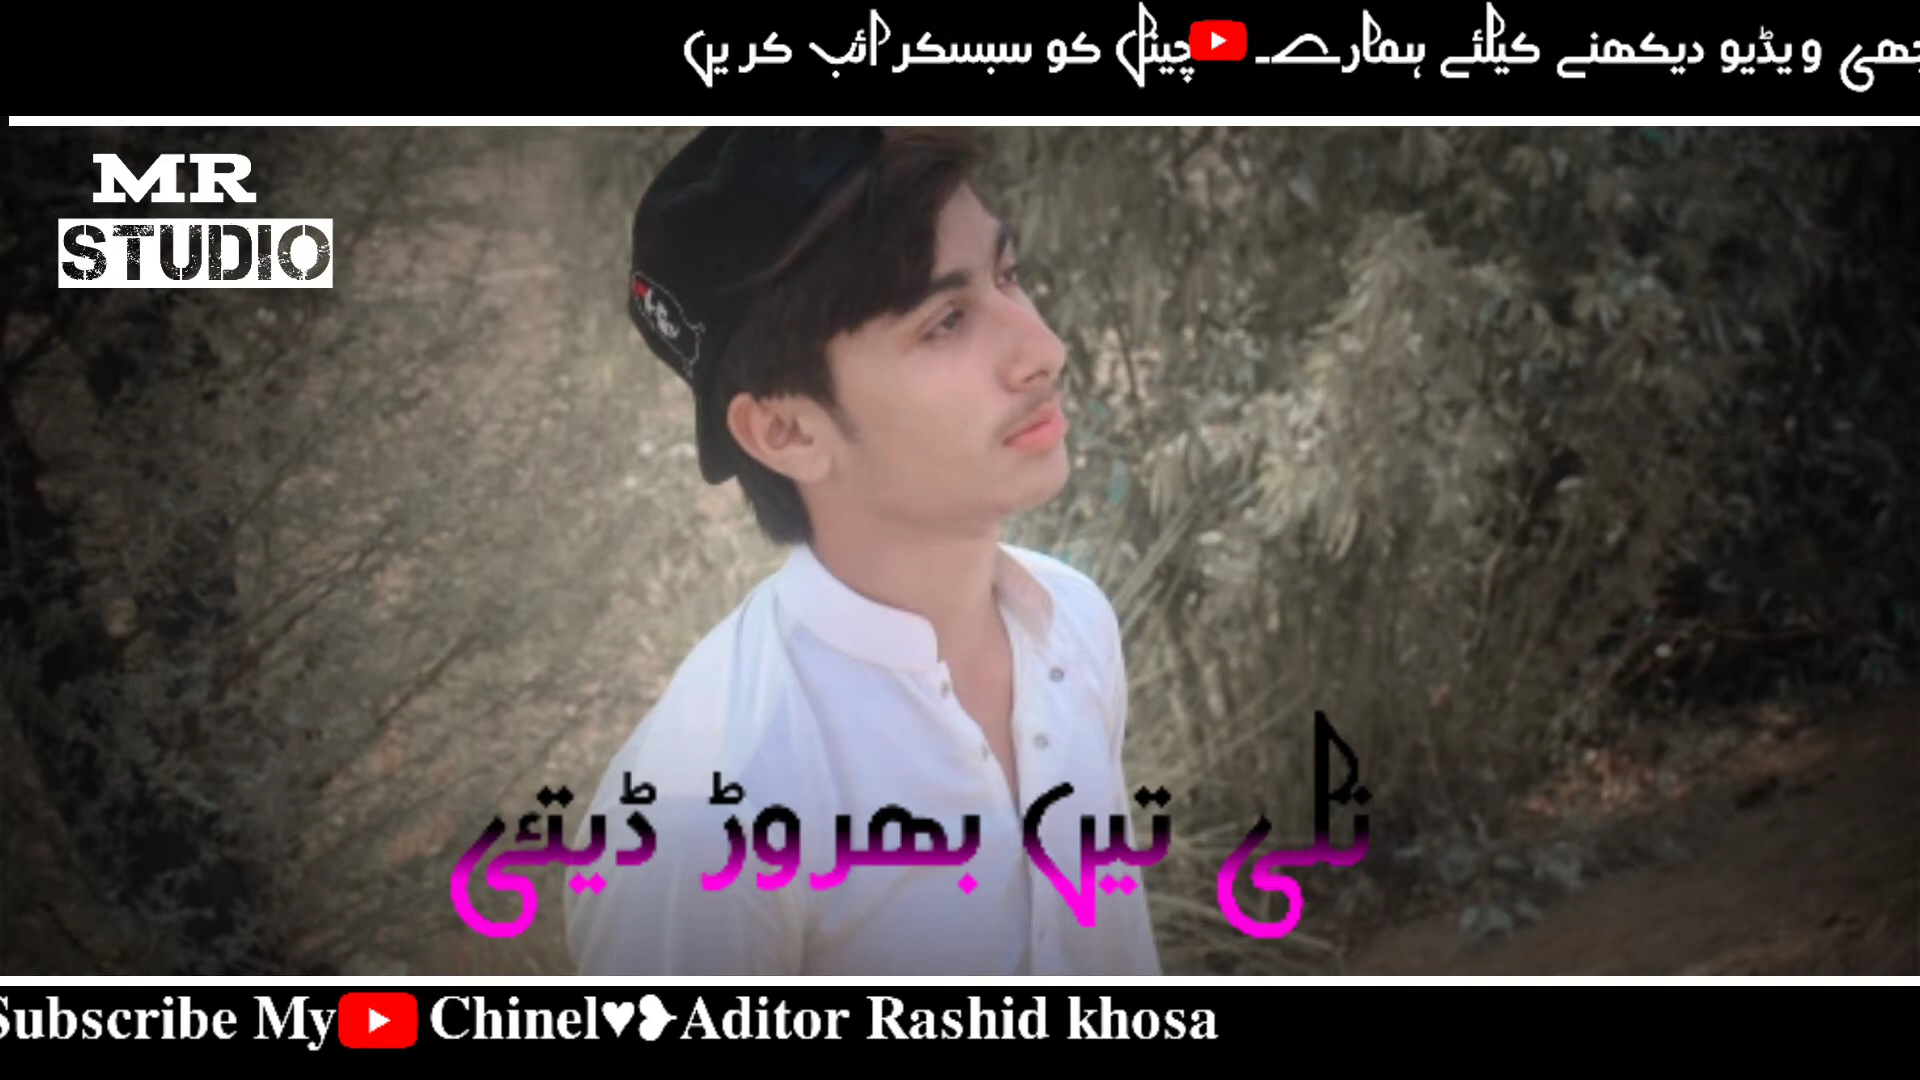 چھی ویڈیو دیکھنے کیلئے ہمارے۔ چینل کو سبسکرائب کریں
MR
STUDIO
تیں بھروڑ ڈیتئی
Subscribe My Chinel♥❥Aditor Rashid khosa